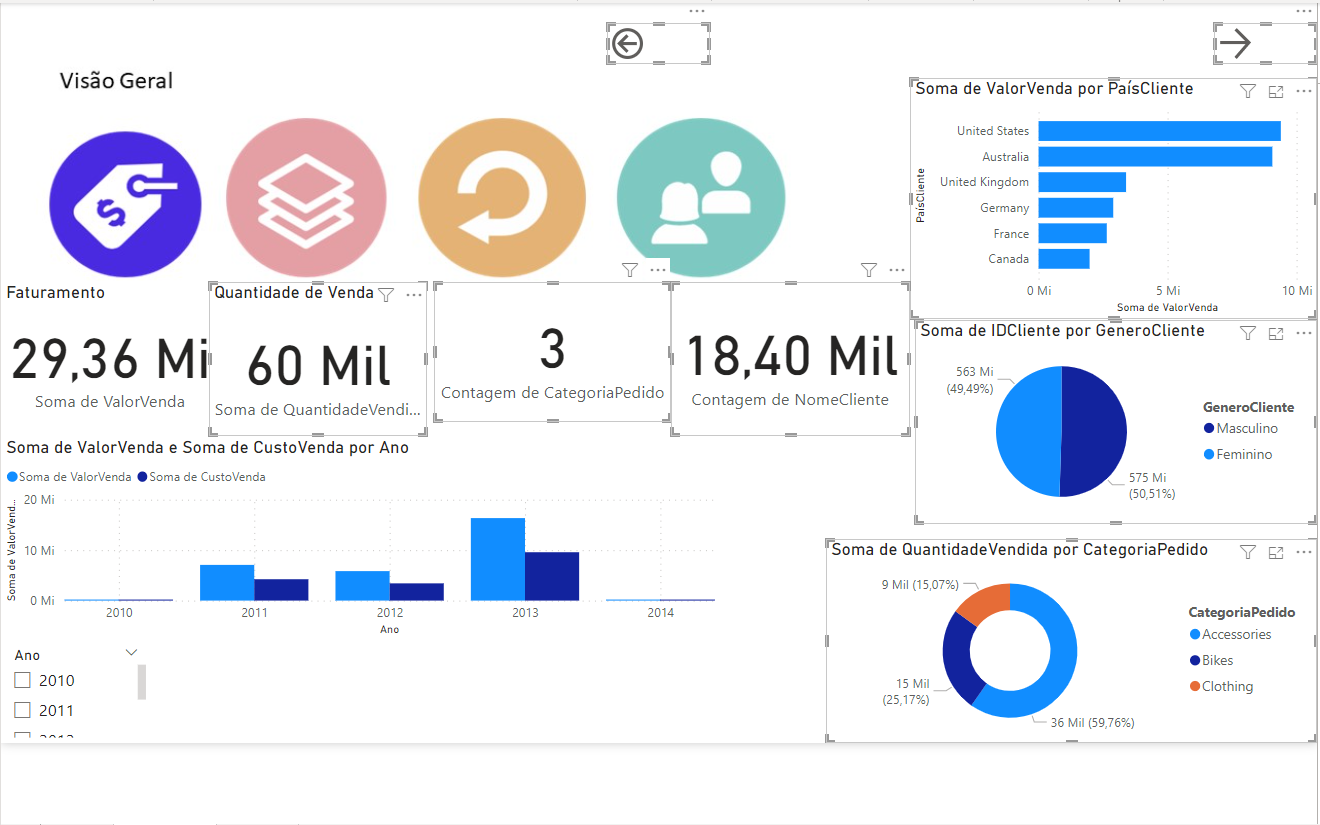 Visão Geral
Faturamento
29,36 Mi
Soma de ValorVenda
Quantidade de Venda
60 Mil
Soma de QuantidadeVendi...
3
Contagem de CategoriaPedido
18,40 Mil
Contagem de NomeCliente
Soma de ValorVenda por PaísCliente
PaísCliente
United States
Australia
United Kingdom
Germany
France
Canada
0 Mi 5 Mi 10 Mi
Soma de ValorVenda
Soma de IDCliente por GeneroCliente
563 Mi
(49,49%)
575 Mi
(50,51%)
GeneroCliente
Masculino
Feminino
Soma de ValorVenda e Soma de CustoVenda por Ano
Soma de ValorVenda Soma de CustoVenda
Soma de ValorVend...
20 Mi
10 Mi
0 Mi
2010 2011 2012 2013 2014
Ano
Soma de QuantidadeVendida por CategoriaPedido
9 Mil (15,07%)
15 Mil
(25,17%)
36 Mil (59,76%)
CategoriaPedido
Accessories
Bikes
Clothing
Ano
2010
2011